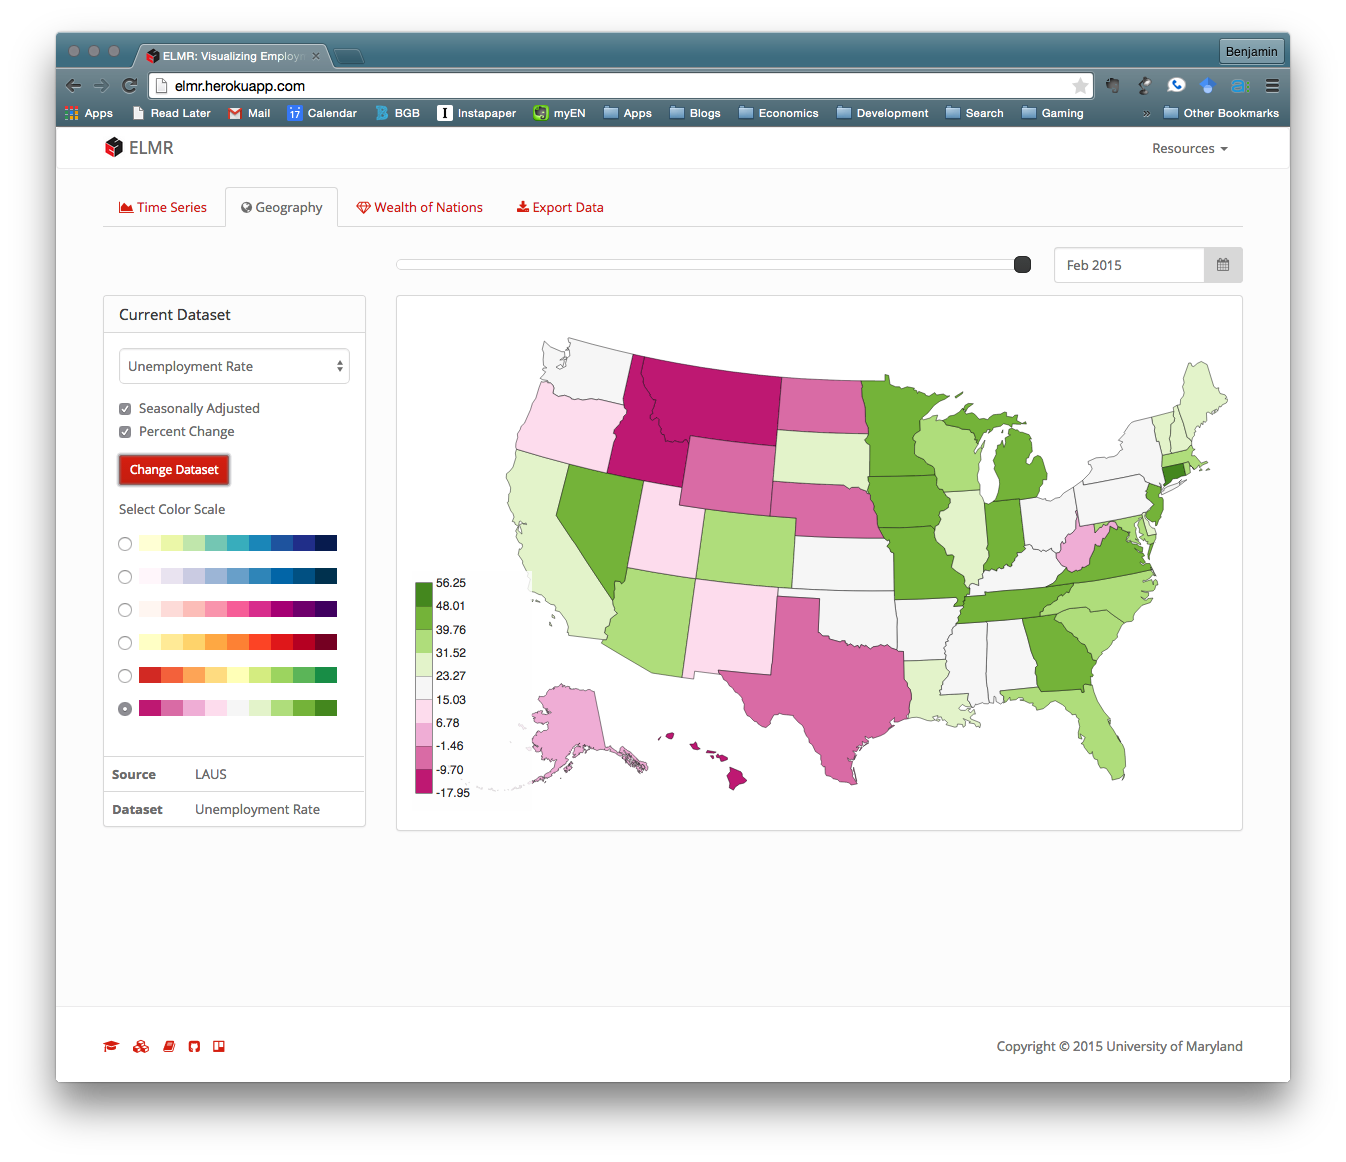 ELMR: Visualizing Employm
Benjamin
elmr.herokuapp.com
Apps Read Later Mail 17 Calendar BGB Instapaper myEN Apps Blogs Economics Development Search Gaming » Other Bookmarks
ELMR Resources
Time Series Geography Wealth of Nations Export Data
Feb 2015
Current Dataset
Unemployment Rate
Seasonally Adjusted
Percent Change
Change Dataset
Select Color Scale
Source LAUS
Dataset Unemployment Rate
56.25
48.01
39.76
31.52
23.27
15.03
6.78
-1.46
-9.70
-17.95
Copyright © 2015 University of Maryland